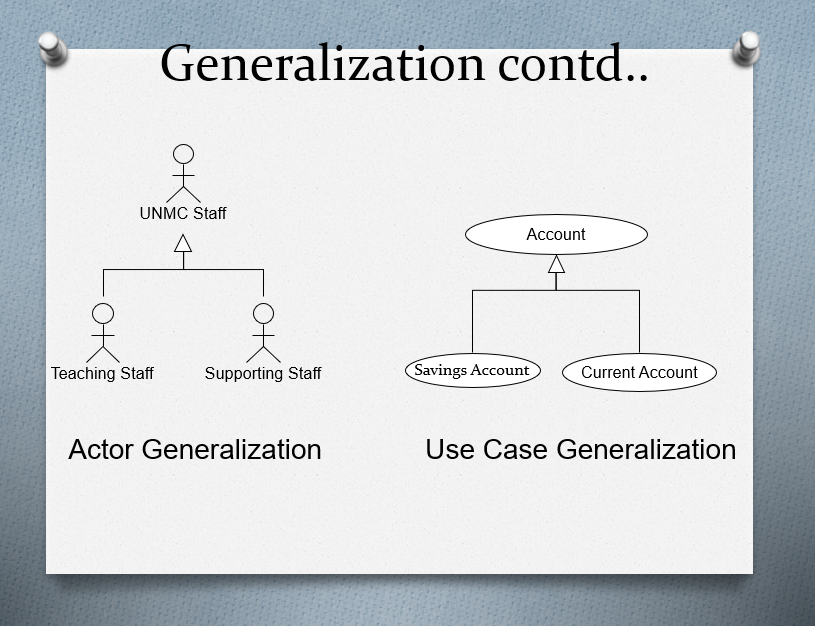 Generalization contd..
UNMC Staff
Teaching Staff
Supporting Staff
Actor Generalization
Account
Savings Account
Current Account
Use Case Generalization